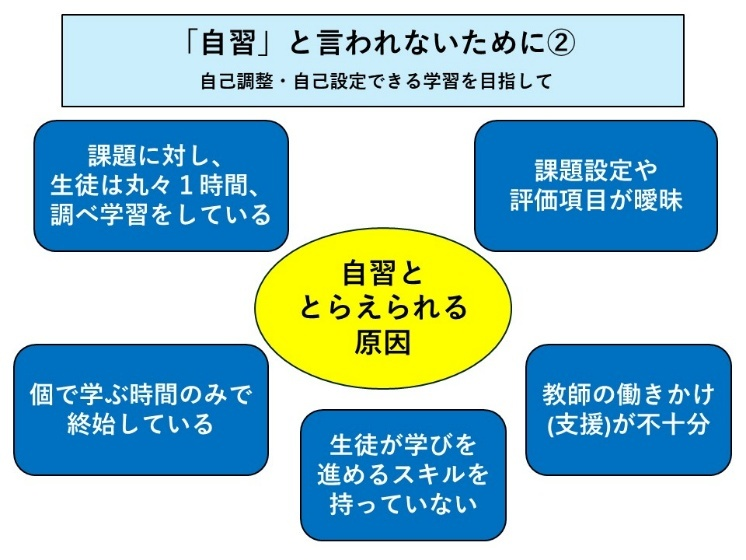 「自習」と言われないために②
自己調整・自己設定できる学習を目指して
課題に対し、
生徒は丸々１時間、
調べ学習をしている
課題設定や
評価項目が曖昧
自習と
とらえられる
原因
個で学ぶ時間のみで
終始している
生徒が学びを
進めるスキルを
持っていない
教師の働きかけ
(支援)が不十分